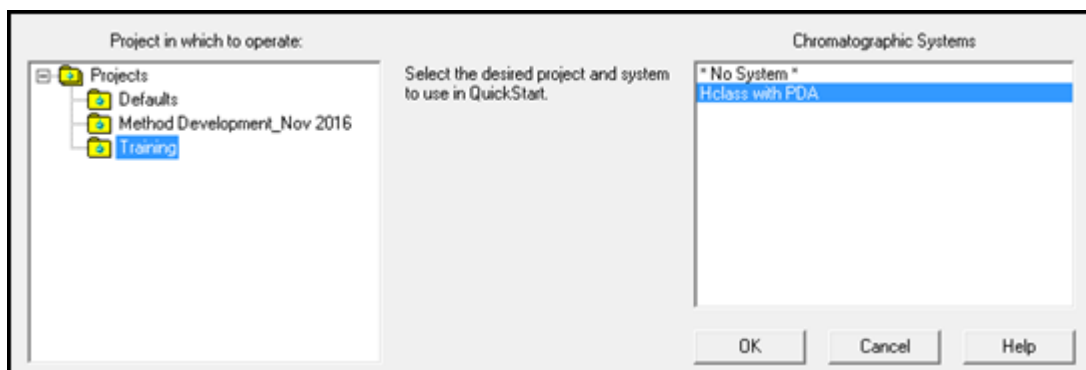 Project in which to operate:
Projects
Defaults
Method Development_Nov 2016
Training
Select the desired project and system
to use in QuickStart.
Chromatographic Systems
* No System *
Hclass with PDA
OK
Cancel
Help